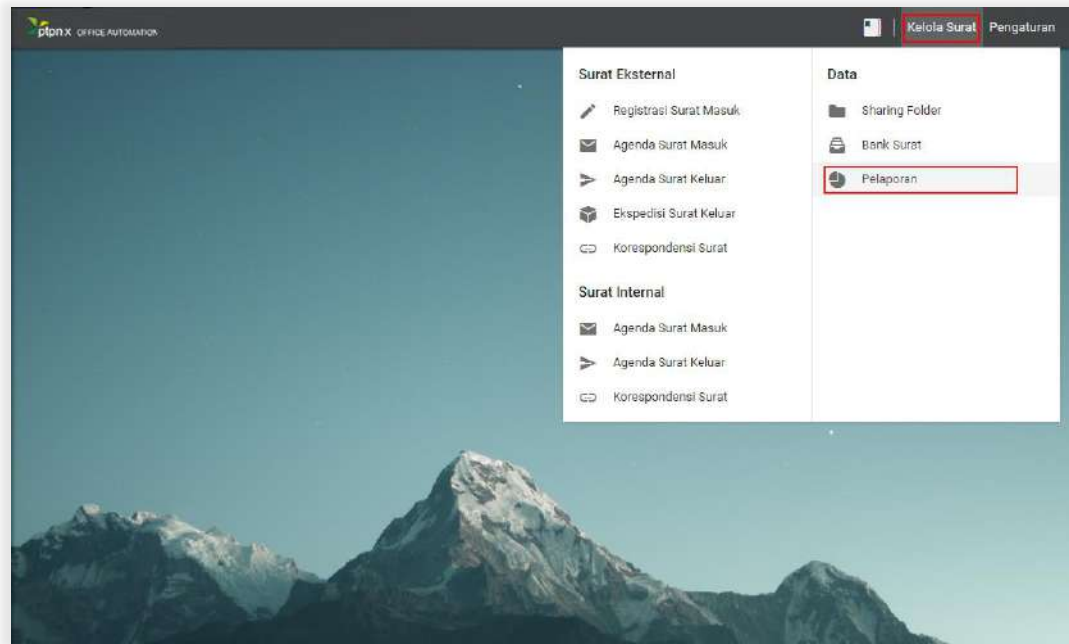 ptpn x OFFICE AUTOMATION
Kelola Surat Pengaturan
Surat Eksternal
Registrasi Surat Masuk
Agenda Surat Masuk
Agenda Surat Keluar
Ekspedisi Surat Keluar
Korespondensi Surat
Surat Internal
Agenda Surat Masuk
Agenda Surat Keluar
Korespondensi Surat
Data
Sharing Folder
Bank Surat
Pelaporan